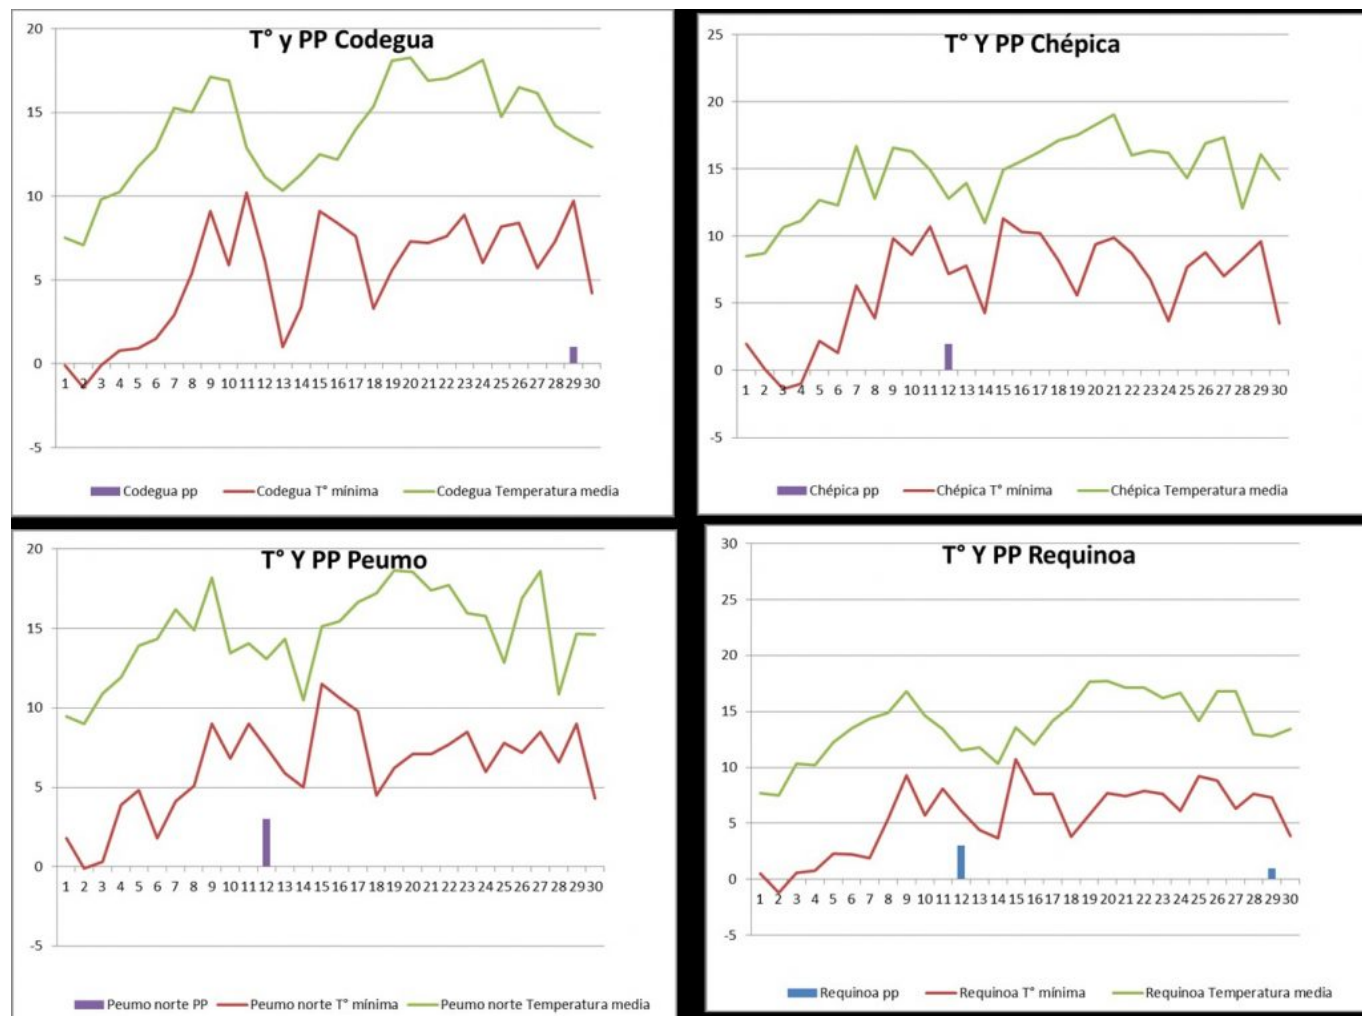 T° y PP Codegua
20
15
10
5
0
-5
1 2 3 4 5 6 7 8 9 10 11 12 13 14 15 16 17 18 19 20 21 22 23 24 25 26 27 28 29 30
Codegua pp Codegua T° mínima Codegua Temperatura media
T° Y PP Chépica
25
20
15
10
5
0
-5
1 2 3 4 5 6 7 8 9 10 11 12 13 14 15 16 17 18 19 20 21 22 23 24 25 26 27 28 29 30
Chépica pp Chépica T° mínima Chépica Temperatura media
T° Y PP Peumo
20
15
10
5
0
-5
1 2 3 4 5 6 7 8 9 10 11 12 13 14 15 16 17 18 19 20 21 22 23 24 25 26 27 28 29 30
Peumo norte PP Peumo norte T° mínima Peumo norte Temperatura media
T° Y PP Requinoa
30
25
20
15
10
5
0
-5
1 2 3 4 5 6 7 8 9 10 11 12 13 14 15 16 17 18 19 20 21 22 23 24 25 26 27 28 29 30
Requinoa pp Requinoa T° mínima Requinoa Temperatura media